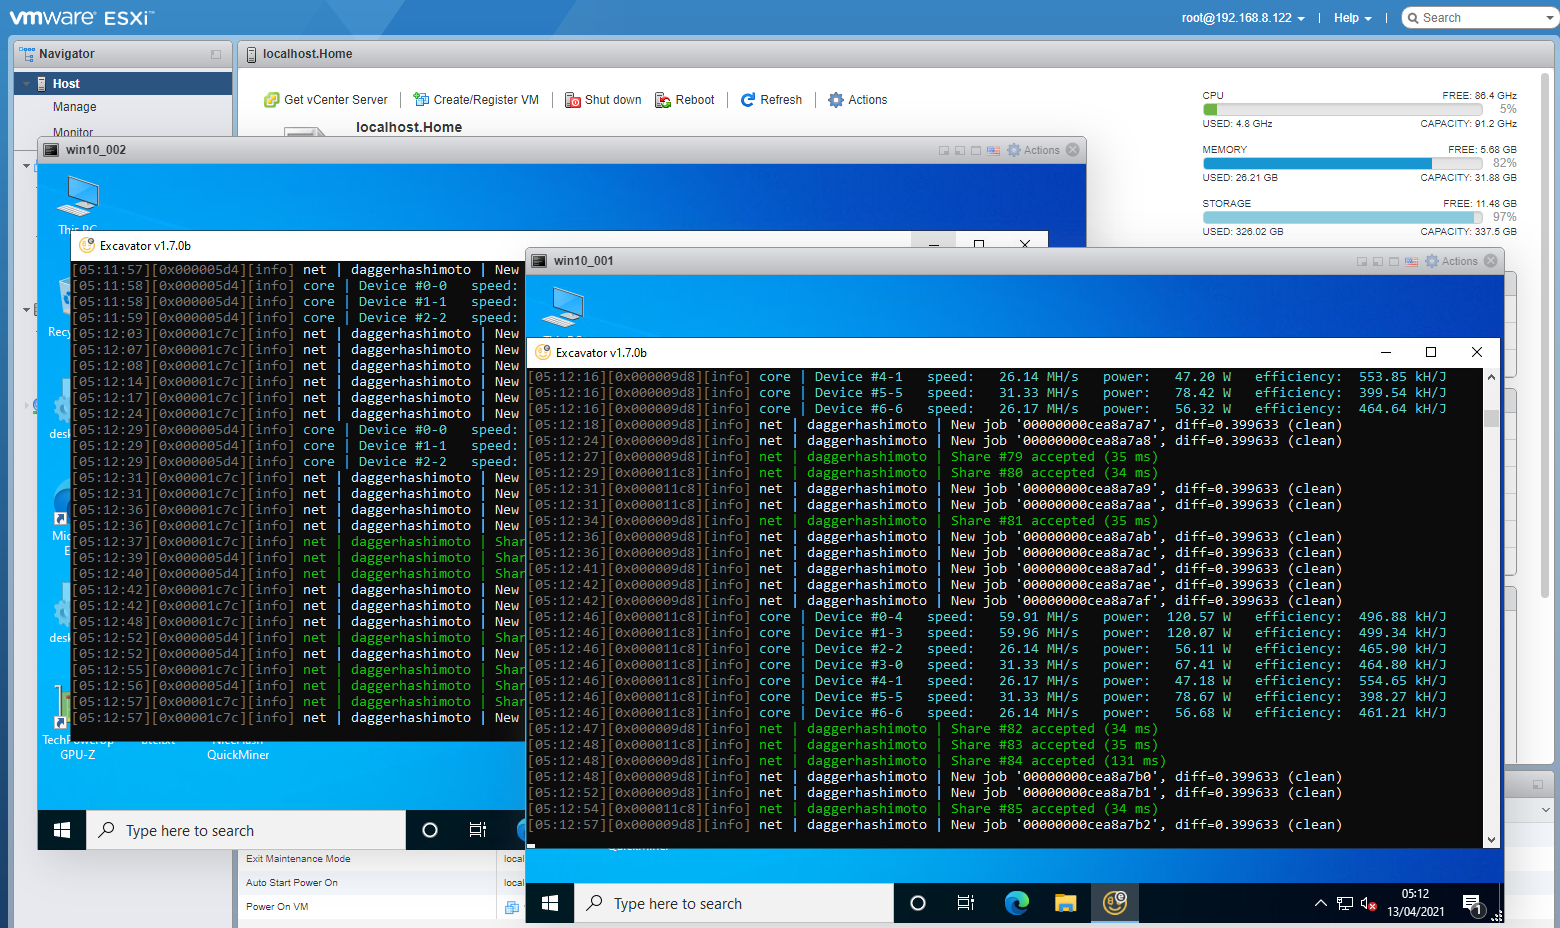 vmware ESXi™
root@192.168.8.122
Help
Search
Navigator
localhost.Home
Host
Manage
Monitor
Get vCenter Server
Create/Register VM
Shut down
Reboot
Refresh
Actions
localhost.Home
CPU
FREE: 86.4 GHz
5%
USED: 4.8 GHz
CAPACITY: 91.2 GHz
MEMORY
FREE: 5.68 GB
82%
USED: 26.21 GB
CAPACITY: 31.88 GB
STORAGE
FREE: 11.48 GB
97%
USED: 326.02 GB
CAPACITY: 337.5 GB
win10_002
Actions
This PC
Excavator v1.7.0b
[05:11:57][0x000005d4][info] net | daggerhashimoto | New
[05:11:58][0x000005d4][info] core | Device #0-0 speed:
[05:11:58][0x000005d4][info] core | Device #1-1 speed:
[05:11:59][0x000005d4][info] core | Device #2-2 speed:
[05:12:03][0x00001c7c][info] net | daggerhashimoto | New
[05:12:07][0x00001c7c][info] net | daggerhashimoto | New
[05:12:08][0x00001c7c][info] net | daggerhashimoto | New
[05:12:14][0x00001c7c][info] net | daggerhashimoto | New
[05:12:17][0x00001c7c][info] net | daggerhashimoto | New
[05:12:24][0x00001c7c][info] net | daggerhashimoto | New
[05:12:29][0x000005d4][info] core | Device #0-0 speed:
[05:12:29][0x000005d4][info] core | Device #1-1 speed:
[05:12:29][0x000005d4][info] core | Device #2-2 speed:
[05:12:31][0x00001c7c][info] net | daggerhashimoto | New
[05:12:31][0x00001c7c][info] net | daggerhashimoto | New
[05:12:36][0x00001c7c][info] net | daggerhashimoto | New
[05:12:36][0x00001c7c][info] net | daggerhashimoto | New
[05:12:37][0x000005d4][info] net | daggerhashimoto | Shar
[05:12:39][0x000005d4][info] net | daggerhashimoto | Shar
[05:12:40][0x000005d4][info] net | daggerhashimoto | Shar
[05:12:42][0x00001c7c][info] net | daggerhashimoto | New
[05:12:42][0x00001c7c][info] net | daggerhashimoto | New
[05:12:48][0x00001c7c][info] net | daggerhashimoto | New
[05:12:52][0x000005d4][info] net | daggerhashimoto | Shar
[05:12:52][0x000005d4][info] net | daggerhashimoto | New
[05:12:55][0x00001c7c][info] net | daggerhashimoto | Shar
[05:12:56][0x000005d4][info] net | daggerhashimoto | Shar
[05:12:57][0x000005d4][info] net | daggerhashimoto | Shar
[05:12:57][0x00001c7c][info] net | daggerhashimoto | New
Recy
desk
Mic
E
desk
TechPowerUp
GPU-Z
NiceHash
QuickMiner
Type here to search
win10_001
Actions
Excavator v1.7.0b
[05:12:16][0x000009d8][info] core | Device #4-1 speed: 26.14 MH/s power: 47.20 W efficiency: 553.85 kH/J
[05:12:16][0x000009d8][info] core | Device #5-5 speed: 31.33 MH/s power: 78.42 W efficiency: 399.54 kH/J
[05:12:16][0x000009d8][info] core | Device #6-6 speed: 26.17 MH/s power: 56.32 W efficiency: 464.64 kH/J
[05:12:18][0x000009d8][info] net | daggerhashimoto | New job '00000000cea8a7a7', diff=0.399633 (clean)
[05:12:24][0x000009d8][info] net | daggerhashimoto | New job '00000000cea8a7a8', diff=0.399633 (clean)
[05:12:27][0x000009d8][info] net | daggerhashimoto | Share #79 accepted (35 ms)
[05:12:29][0x000011c8][info] net | daggerhashimoto | Share #80 accepted (34 ms)
[05:12:31][0x000011c8][info] net | daggerhashimoto | New job '00000000cea8a7a9', diff=0.399633 (clean)
[05:12:31][0x000011c8][info] net | daggerhashimoto | New job '00000000cea8a7aa', diff=0.399633 (clean)
[05:12:34][0x000009d8][info] net | daggerhashimoto | Share #81 accepted (35 ms)
[05:12:36][0x000009d8][info] net | daggerhashimoto | New job '00000000cea8a7ab', diff=0.399633 (clean)
[05:12:36][0x000009d8][info] net | daggerhashimoto | New job '00000000cea8a7ac', diff=0.399633 (clean)
[05:12:41][0x000009d8][info] net | daggerhashimoto | New job '00000000cea8a7ad', diff=0.399633 (clean)
[05:12:42][0x000009d8][info] net | daggerhashimoto | New job '00000000cea8a7ae', diff=0.399633 (clean)
[05:12:42][0x000009d8][info] net | daggerhashimoto | New job '00000000cea8a7af', diff=0.399633 (clean)
[05:12:46][0x000009d8][info] core | Device #0-4 speed: 59.91 MH/s power: 120.57 W efficiency: 496.88 kH/J
[05:12:46][0x000009d8][info] core | Device #1-3 speed: 59.96 MH/s power: 120.07 W efficiency: 499.34 kH/J
[05:12:46][0x000009d8][info] core | Device #2-2 speed: 26.14 MH/s power: 56.11 W efficiency: 465.90 kH/J
[05:12:46][0x000009d8][info] core | Device #3-0 speed: 31.33 MH/s power: 67.41 W efficiency: 464.80 kH/J
[05:12:46][0x000009d8][info] core | Device #4-1 speed: 26.17 MH/s power: 47.18 W efficiency: 554.65 kH/J
[05:12:46][0x000009d8][info] core | Device #5-5 speed: 31.33 MH/s power: 78.67 W efficiency: 398.27 kH/J
[05:12:46][0x000009d8][info] core | Device #6-6 speed: 26.14 MH/s power: 56.68 W efficiency: 461.21 kH/J
[05:12:47][0x000009d8][info] net | daggerhashimoto | Share #82 accepted (34 ms)
[05:12:48][0x000011c8][info] net | daggerhashimoto | Share #83 accepted (35 ms)
[05:12:48][0x000009d8][info] net | daggerhashimoto | Share #84 accepted (131 ms)
[05:12:48][0x000009d8][info] net | daggerhashimoto | New job '00000000cea8a7b0', diff=0.399633 (clean)
[05:12:52][0x000009d8][info] net | daggerhashimoto | New job '00000000cea8a7b1', diff=0.399633 (clean)
[05:12:54][0x000011c8][info] net | daggerhashimoto | Share #85 accepted (34 ms)
[05:12:57][0x000009d8][info] net | daggerhashimoto | New job '00000000cea8a7b2', diff=0.399633 (clean)
QuickMiner
Type here to search
05:12
13/04/2021
1
Exit Maintenance Mode
local
Auto Start Power On
local
Power On VM